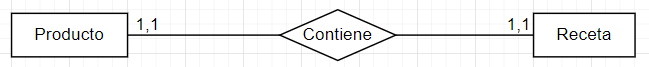 Producto
1,1
Contiene
1,1
Receta